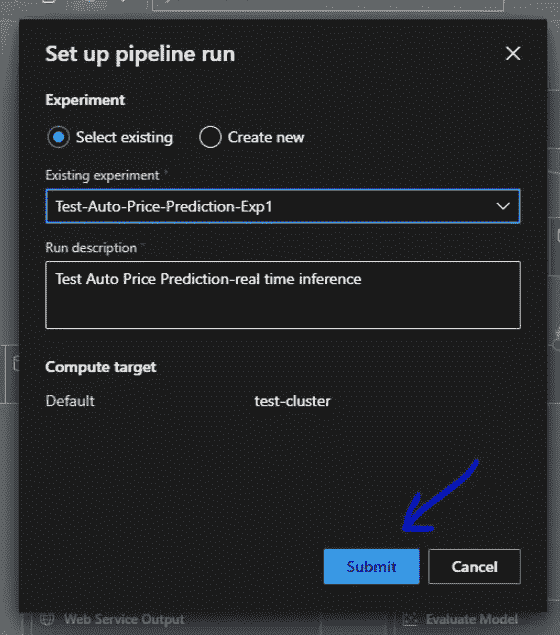 Set up pipeline run
Experiment
Select existing Create new
Existing experiment *
Test-Auto-Price-Prediction-Exp1
Run description *
Test Auto Price Prediction-real time inference
Compute target
Default test-cluster
Submit Cancel
Web Service Output Evaluate Model